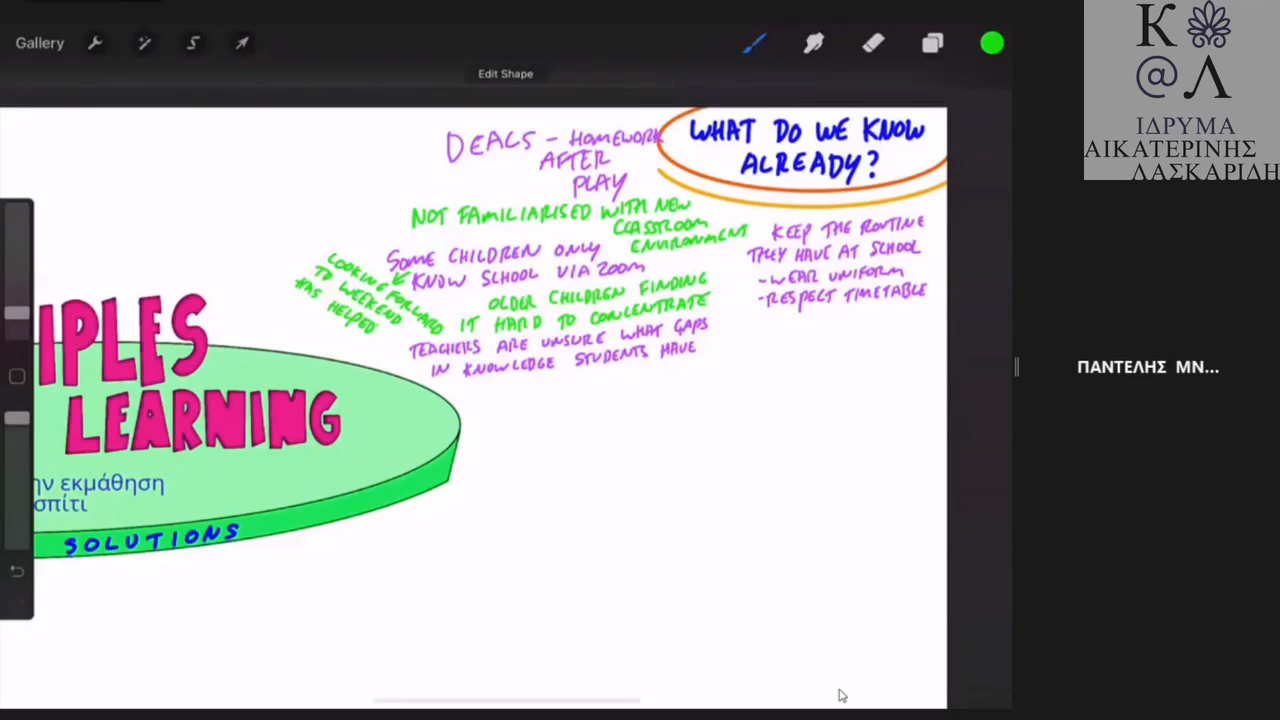 Gallery
Edit Shape
WHAT DO WE KNOW
ALREADY?
DEALS - HOMEWORK
AFTER
PLAY
NOT FAMILIARISED WITH NEW
CLASSROOM
ENVIRONMENT
SOME CHILDREN ONLY
KNOW SCHOOL VIA ZOOM
LOOKING FORWARD
TO WEEKEND
HAS HELPED
OLDER CHILDREN FINDING
IT HARD TO CONCENTRATE
TEACHERS ARE UNSURE WHAT GAPS
IN KNOWLEDGE STUDENTS HAVE
KEEP THE ROUTINE
THEY HAVE AT SCHOOL
- WEAR UNIFORM
- RESPECT TIMETABLE
IPLES
LEARNING
ην εκμάθηση
σπίτι
SOLUTIONS
Κ
@ Λ
ΙΔΡΥΜΑ
ΑΙΚΑΤΕΡΙΝΗΣ
ΛΑΣΚΑΡΙΔΗ
ΠΑΝΤΕΛΗΣ ΜΝ...